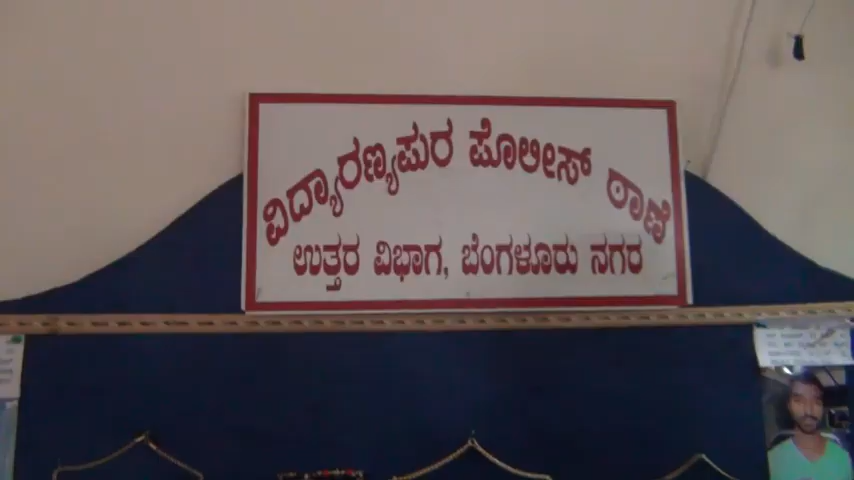 ವಿದ್ಯಾರಣ್ಯಪುರ ಪೊಲೀಸ್ ಠಾಣೆ
ಉತ್ತರ ವಿಭಾಗ, ಬೆಂಗಳೂರು ನಗರ